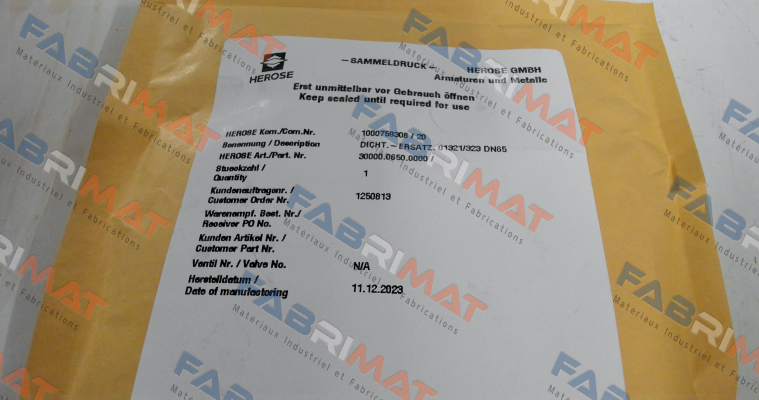 HEROSE
—SAMMELDRUCK—
HEROSE GMBH
Armaturen und Metalle
Erst unmittelbar vor Gebrauch öffnen
Keep sealed until required for use
HEROSE Kom./Com.Nr. 1000759308 / 20
Benennung / Description DICHT.-ERSATZ. 01321/323 DN65
HEROSE Art./Part. Nr. 30000.0650.0000 /
Stueckzahl /
Quantity 1
Kundenauftragsnr. /
Customer Order Nr. 1250813
Warenempf. Best. Nr./
Receiver PO No.
Kunden Artikel Nr. /
Customer Part Nr.
Ventil Nr. / Valve No. N/A
Herstelldatum /
Date of manufactoring 11.12.2023
FABRIMAT
Matériaux Industriel et Fabrications